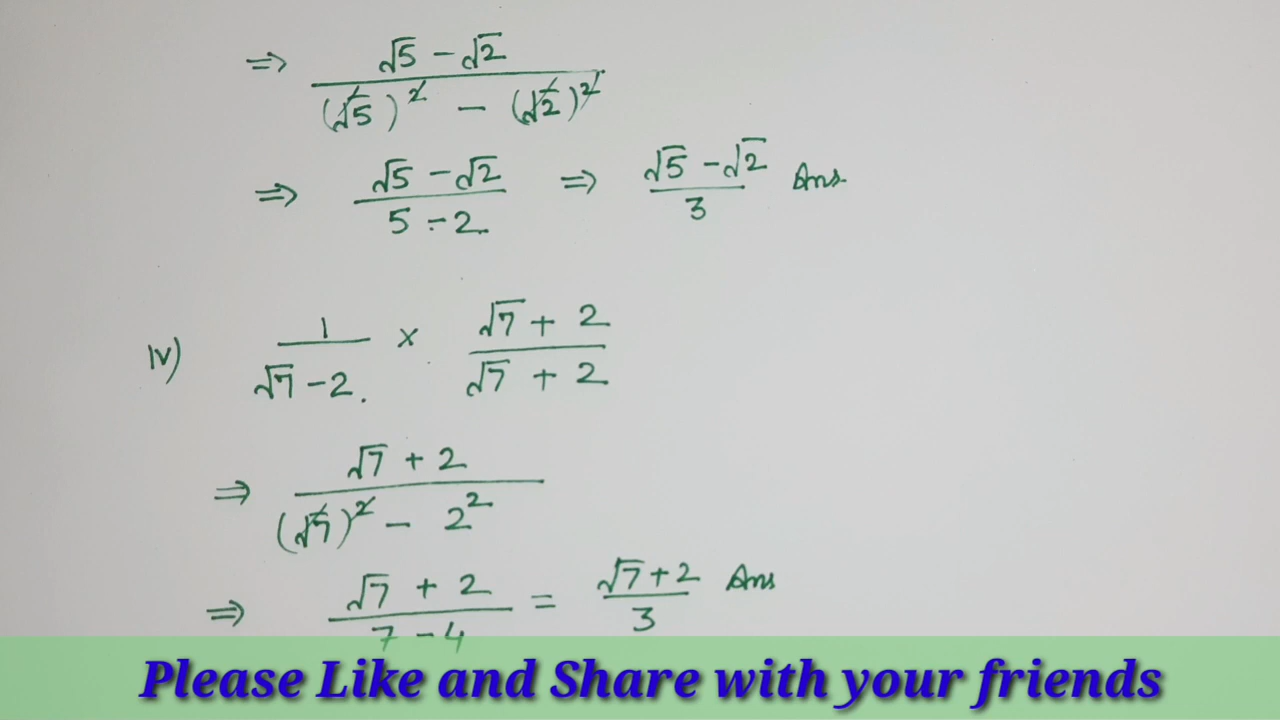 ⇒ √5 − √2 / (√5)² − (√2)²
⇒ √5 − √2 / 5 − 2 ⇒ √5 − √2 / 3 Ans.
iv) 1 / √7 − 2 × √7 + 2 / √7 + 2
⇒ √7 + 2 / (√7)² − 2²
⇒ √7 + 2 / 7 − 4 = √7 + 2 / 3 Ans
Please Like and Share with your friends